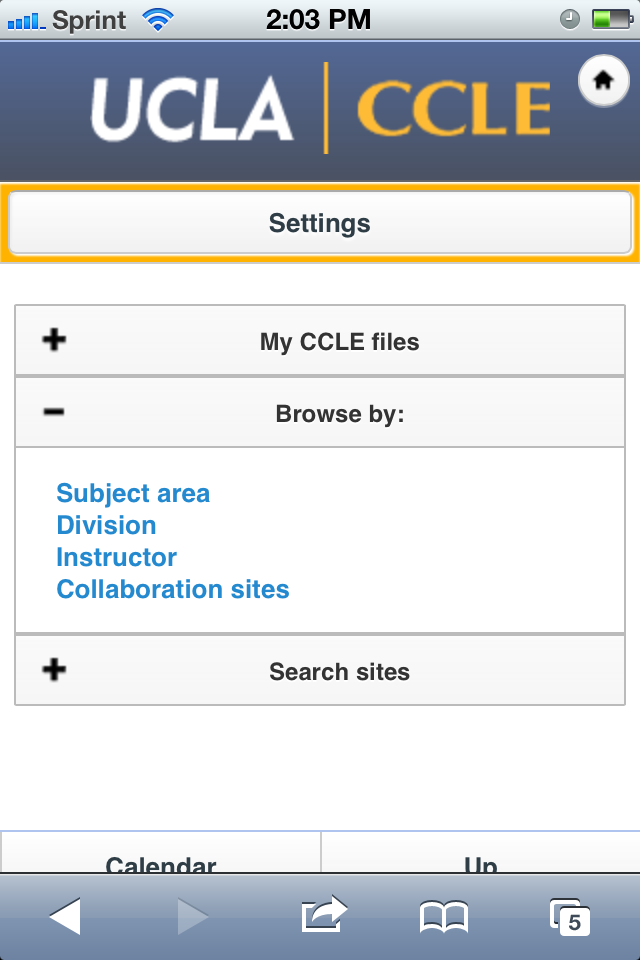 Sprint 2:03 PM
UCLA | CCLE
Settings
My CCLE files
Browse by:
Subject area
Division
Instructor
Collaboration sites
Search sites
Calendar Up
5